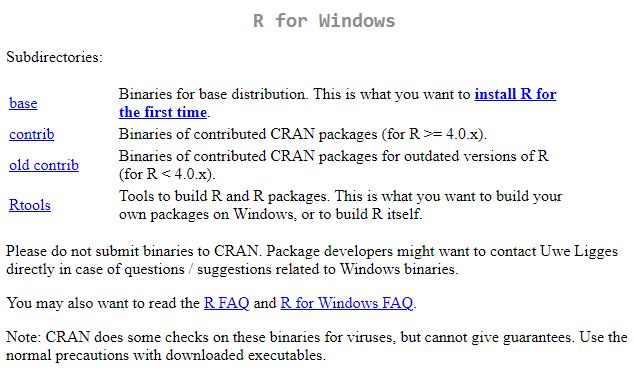 R for Windows
Subdirectories:
base
Binaries for base distribution. This is what you want to install R for
the first time.
contrib
Binaries of contributed CRAN packages (for R >= 4.0.x).
old contrib
Binaries of contributed CRAN packages for outdated versions of R
(for R < 4.0.x).
Rtools
Tools to build R and R packages. This is what you want to build your
own packages on Windows, or to build R itself.
Please do not submit binaries to CRAN. Package developers might want to contact Uwe Ligges
directly in case of questions / suggestions related to Windows binaries.
You may also want to read the R FAQ and R for Windows FAQ.
Note: CRAN does some checks on these binaries for viruses, but cannot give guarantees. Use the
normal precautions with downloaded executables.